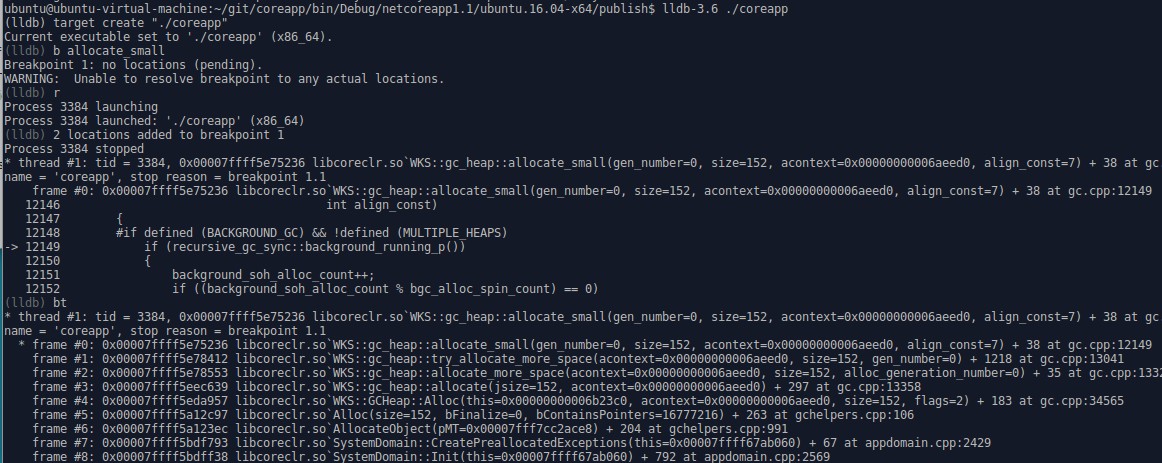 ubuntu@ubuntu-virtual-machine:~/git/coreapp/bin/Debug/netcoreapp1.1/ubuntu.16.04-x64/publish$ lldb-3.6 ./coreapp
(lldb) target create "./coreapp"
Current executable set to './coreapp' (x86_64).
(lldb) b allocate_small
Breakpoint 1: no locations (pending).
WARNING:  Unable to resolve breakpoint to any actual locations.
(lldb) r
Process 3384 launching
Process 3384 launched: './coreapp' (x86_64)
(lldb) 2 locations added to breakpoint 1
Process 3384 stopped
* thread #1: tid = 3384, 0x00007ffff5e75236 libcoreclr.so`WKS::gc_heap::allocate_small(gen_number=0, size=152, acontext=0x00000000006aeed0, align_const=7) + 38 at gc
name = 'coreapp', stop reason = breakpoint 1.1
    frame #0: 0x00007ffff5e75236 libcoreclr.so`WKS::gc_heap::allocate_small(gen_number=0, size=152, acontext=0x00000000006aeed0, align_const=7) + 38 at gc.cpp:12149
   12146                                  int align_const)
   12147        {
   12148        #if defined (BACKGROUND_GC) && !defined (MULTIPLE_HEAPS)
-> 12149            if (recursive_gc_sync::background_running_p())
   12150            {
   12151                background_soh_alloc_count++;
   12152                if ((background_soh_alloc_count % bgc_alloc_spin_count) == 0)
(lldb) bt
* thread #1: tid = 3384, 0x00007ffff5e75236 libcoreclr.so`WKS::gc_heap::allocate_small(gen_number=0, size=152, acontext=0x00000000006aeed0, align_const=7) + 38 at gc
name = 'coreapp', stop reason = breakpoint 1.1
  * frame #0: 0x00007ffff5e75236 libcoreclr.so`WKS::gc_heap::allocate_small(gen_number=0, size=152, acontext=0x00000000006aeed0, align_const=7) + 38 at gc.cpp:12149
    frame #1: 0x00007ffff5e78412 libcoreclr.so`WKS::gc_heap::try_allocate_more_space(acontext=0x00000000006aeed0, size=152, gen_number=0) + 1218 at gc.cpp:13041
    frame #2: 0x00007ffff5e78553 libcoreclr.so`WKS::gc_heap::allocate_more_space(acontext=0x00000000006aeed0, size=152, alloc_generation_number=0) + 35 at gc.cpp:1332
    frame #3: 0x00007ffff5eec639 libcoreclr.so`WKS::gc_heap::allocate(jsize=152, acontext=0x00000000006aeed0) + 297 at gc.cpp:13358
    frame #4: 0x00007ffff5eda957 libcoreclr.so`WKS::GCHeap::Alloc(this=0x00000000006b23c0, acontext=0x00000000006aeed0, size=152, flags=2) + 183 at gc.cpp:34565
    frame #5: 0x00007ffff5a12c97 libcoreclr.so`Alloc(size=152, bFinalize=0, bContainsPointers=16777216) + 263 at gchelpers.cpp:106
    frame #6: 0x00007ffff5a123ec libcoreclr.so`AllocateObject(pMT=0x00007fff7cc2ace8) + 204 at gchelpers.cpp:991
    frame #7: 0x00007ffff5bdf793 libcoreclr.so`SystemDomain::CreatePreallocatedExceptions(this=0x00007ffff67ab060) + 67 at appdomain.cpp:2429
    frame #8: 0x00007ffff5bdff38 libcoreclr.so`SystemDomain::Init(this=0x00007ffff67ab060) + 792 at appdomain.cpp:2569